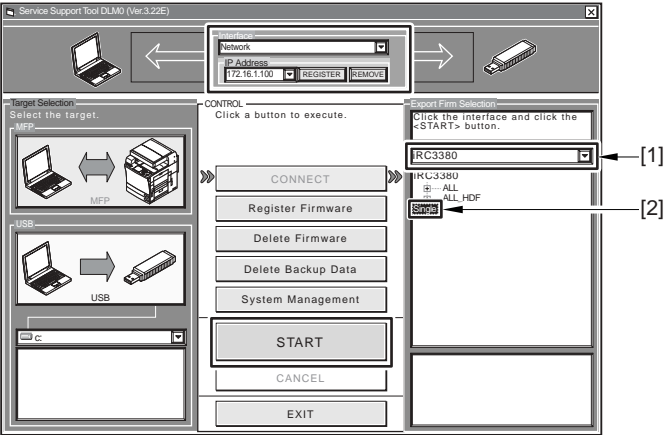 Service Support Tool DLM0 (Ver.3.22E)
Interface
Network
IP Address
172.16.1.100
REGISTER
REMOVE
Target Selection
Select the target.
MFP
MFP
USB
USB
C:
CONTROL
Click a button to execute.
CONNECT
Register Firmware
Delete Firmware
Delete Backup Data
System Management
START
CANCEL
EXIT
Export Firm Selection
Click the interface and click the
<START> button.
IRC3380
IRC3380
ALL
ALL_HDF
Single
[1]
[2]